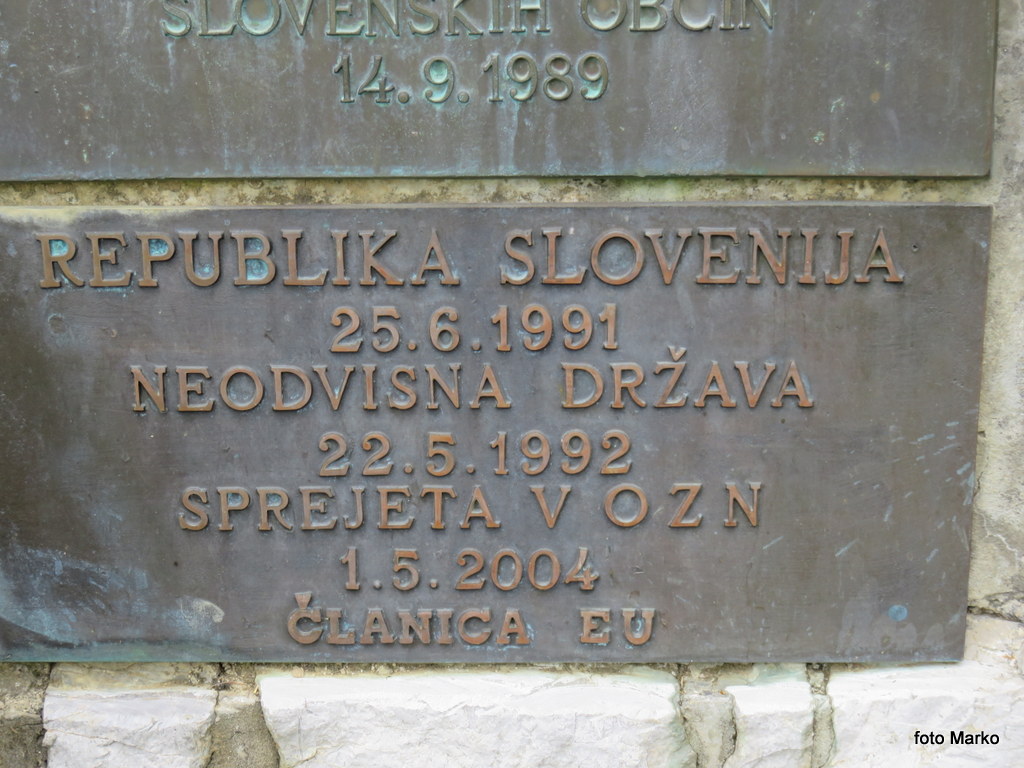 SLOVENSKIH OBČIN
14.9.1989
REPUBLIKA SLOVENIJA
25.6.1991
NEODVISNA DRŽAVA
22.5.1992
SPREJETA V OZN
1.5.2004
ČLANICA EU
foto Marko